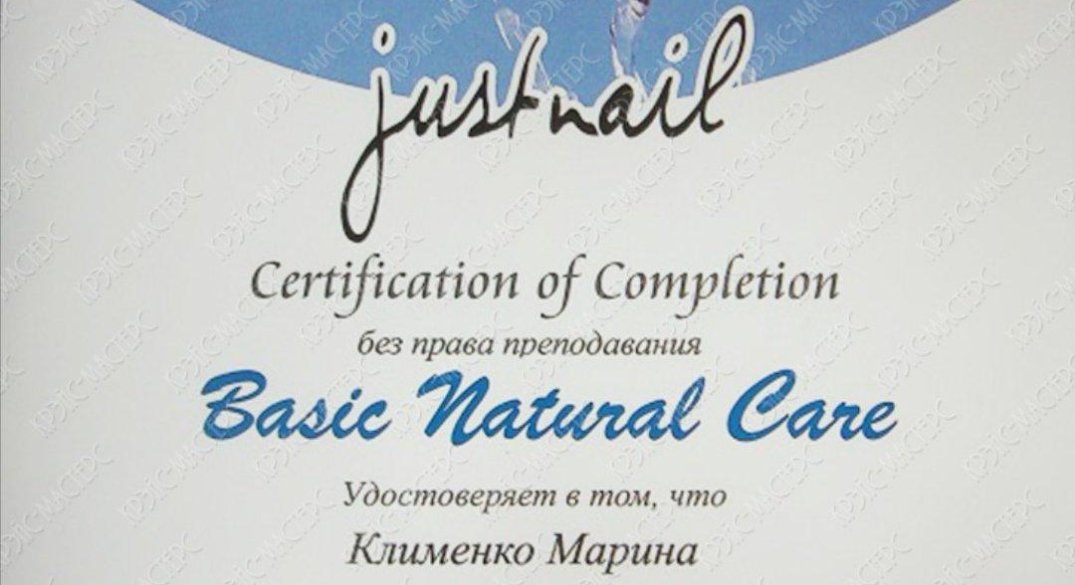 justnail
Certification of Completion
без права преподавания
Basic Natural Care
Удостоверяет в том, что
Клименко Марина